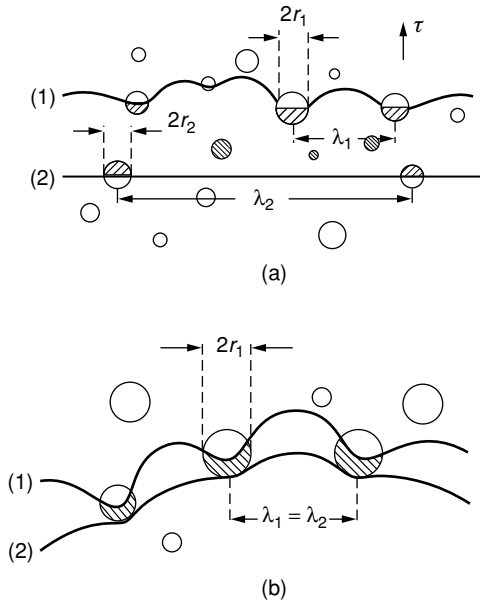 2r₁
τ
(1)
2r₂
λ₁
(2)
λ₂
(a)
2r₁
(1)
λ₁ = λ₂
(2)
(b)